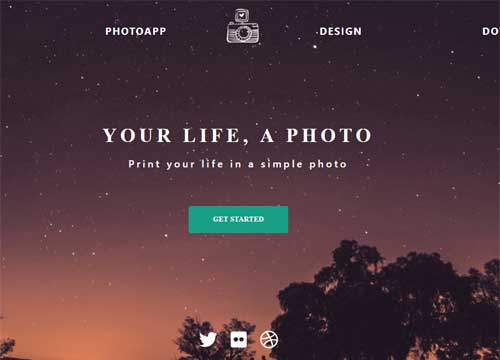 PHOTOAPP DESIGN DO
YOUR LIFE, A PHOTO
Print your life in a simple photo
GET STARTED